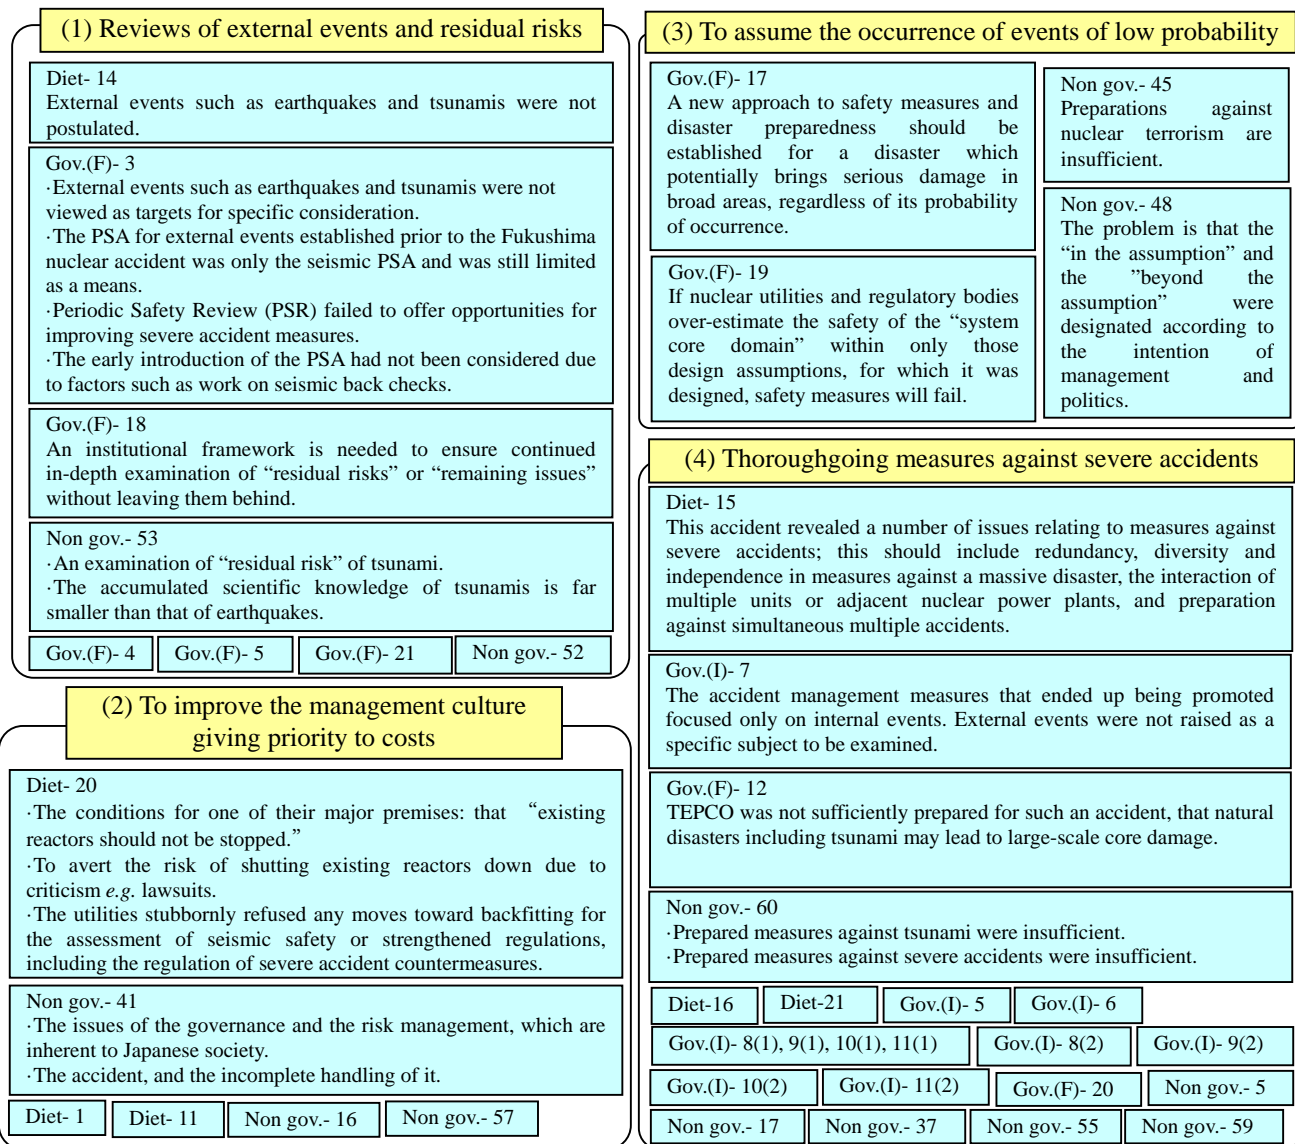 (1) Reviews of external events and residual risks
Diet- 14
External events such as earthquakes and tsunamis were not
postulated.
Gov.(F)- 3
·External events such as earthquakes and tsunamis were not
viewed as targets for specific consideration.
·The PSA for external events established prior to the Fukushima
nuclear accident was only the seismic PSA and was still limited
as a means.
·Periodic Safety Review (PSR) failed to offer opportunities for
improving severe accident measures.
·The early introduction of the PSA had not been considered due
to factors such as work on seismic back checks.
Gov.(F)- 18
An institutional framework is needed to ensure continued
in-depth examination of “residual risks” or “remaining issues”
without leaving them behind.
Non gov.- 53
·An examination of “residual risk” of tsunami.
·The accumulated scientific knowledge of tsunamis is far
smaller than that of earthquakes.
Gov.(F)- 4
Gov.(F)- 5
Gov.(F)- 21
Non gov.- 52
(2) To improve the management culture
giving priority to costs
Diet- 20
·The conditions for one of their major premises: that “existing
reactors should not be stopped.”
·To avert the risk of shutting existing reactors down due to
criticism e.g. lawsuits.
·The utilities stubbornly refused any moves toward backfitting for
the assessment of seismic safety or strengthened regulations,
including the regulation of severe accident countermeasures.
Non gov.- 41
·The issues of the governance and the risk management, which are
inherent to Japanese society.
·The accident, and the incomplete handling of it.
Diet- 1
Diet- 11
Non gov.- 16
Non gov.- 57
(3) To assume the occurrence of events of low probability
Gov.(F)- 17
A new approach to safety measures and
disaster preparedness should be
established for a disaster which
potentially brings serious damage in
broad areas, regardless of its probability
of occurrence.
Gov.(F)- 19
If nuclear utilities and regulatory bodies
over-estimate the safety of the “system
core domain” within only those
design assumptions, for which it was
designed, safety measures will fail.
Non gov.- 45
Preparations against
nuclear terrorism are
insufficient.
Non gov.- 48
The problem is that the
“in the assumption” and
the ”beyond the
assumption” were
designated according to
the intention of
management and
politics.
(4) Thoroughgoing measures against severe accidents
Diet- 15
This accident revealed a number of issues relating to measures against
severe accidents; this should include redundancy, diversity and
independence in measures against a massive disaster, the interaction of
multiple units or adjacent nuclear power plants, and preparation
against simultaneous multiple accidents.
Gov.(I)- 7
The accident management measures that ended up being promoted
focused only on internal events. External events were not raised as a
specific subject to be examined.
Gov.(F)- 12
TEPCO was not sufficiently prepared for such an accident, that natural
disasters including tsunami may lead to large-scale core damage.
Non gov.- 60
·Prepared measures against tsunami were insufficient.
·Prepared measures against severe accidents were insufficient.
Diet-16
Diet-21
Gov.(I)- 5
Gov.(I)- 6
Gov.(I)- 8(1), 9(1), 10(1), 11(1)
Gov.(I)- 8(2)
Gov.(I)- 9(2)
Gov.(I)- 10(2)
Gov.(I)- 11(2)
Gov.(F)- 20
Non gov.- 5
Non gov.- 17
Non gov.- 37
Non gov.- 55
Non gov.- 59